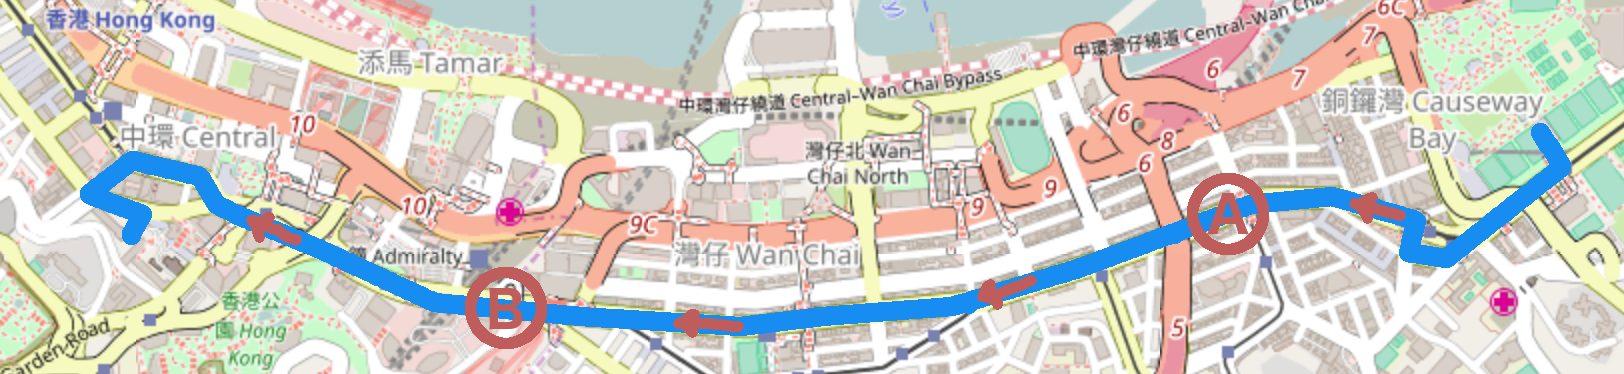 香港 Hong Kong
6C
7
中環灣仔繞道 Central-Wan Cha
添馬 Tamar
6
7
中環灣仔繞道 Central-Wan Chai Bypass
銅鑼灣 Causeway
Bay
10
中環 Central
6
8
6
灣仔北 Wan
Chai North
9
10
9C
9
A
灣仔 Wan Chai
Admiralty
B
香港公
園 Hong
Kong
Garden Road
5